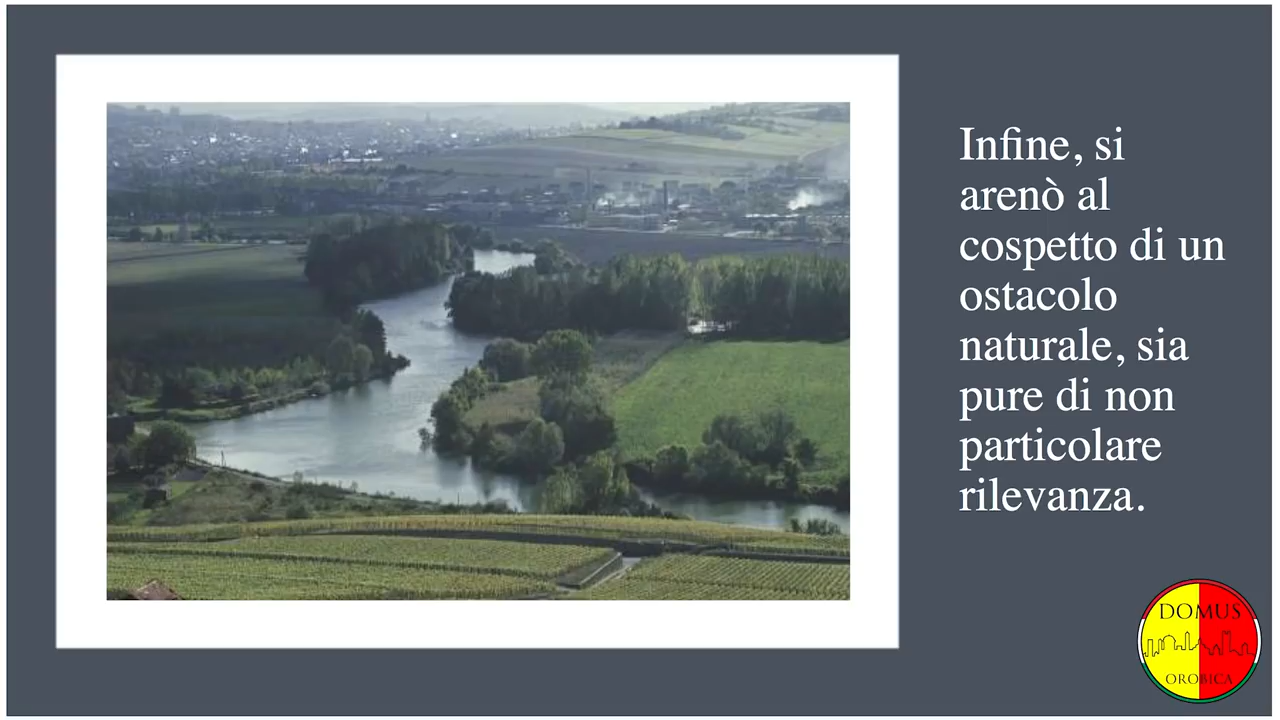 Infine, si
arenò al
cospetto di un
ostacolo
naturale, sia
pure di non
particolare
rilevanza.
DOMUS
OROBICA